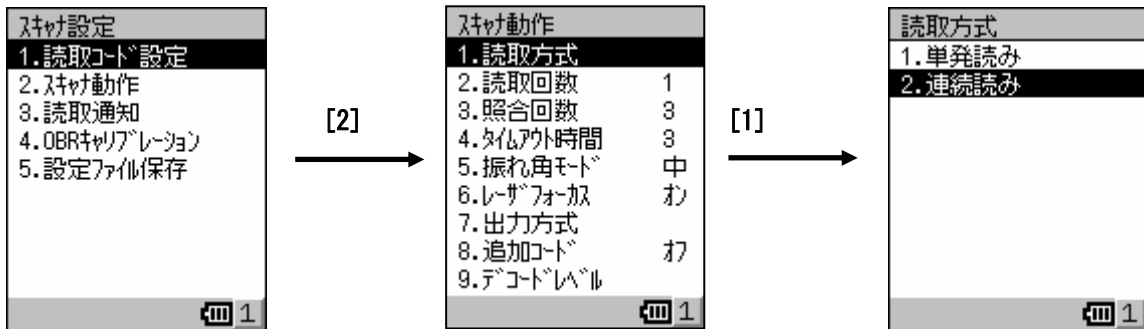 ｽｷｬﾅ設定
1.読取ｺｰﾄﾞ設定
2.ｽｷｬﾅ動作
3.読取通知
4.OBRｷｬﾘﾌﾞﾚｰｼｮﾝ
5.設定ﾌｧｲﾙ保存
1
[2]
ｽｷｬﾅ動作
1.読取方式
2.読取回数 1
3.照合回数 3
4.ﾀｲﾑｱｳﾄ時間 3
5.振れ角ﾓｰﾄﾞ 中
6.ﾚｰｻﾞﾌｫｰｶｽ ｵﾝ
7.出力方式
8.追加ｺｰﾄﾞ ｵﾌ
9.ﾃﾞｺｰﾄﾞﾚﾍﾞﾙ
1
[1]
読取方式
1.単発読み
2.連続読み
1